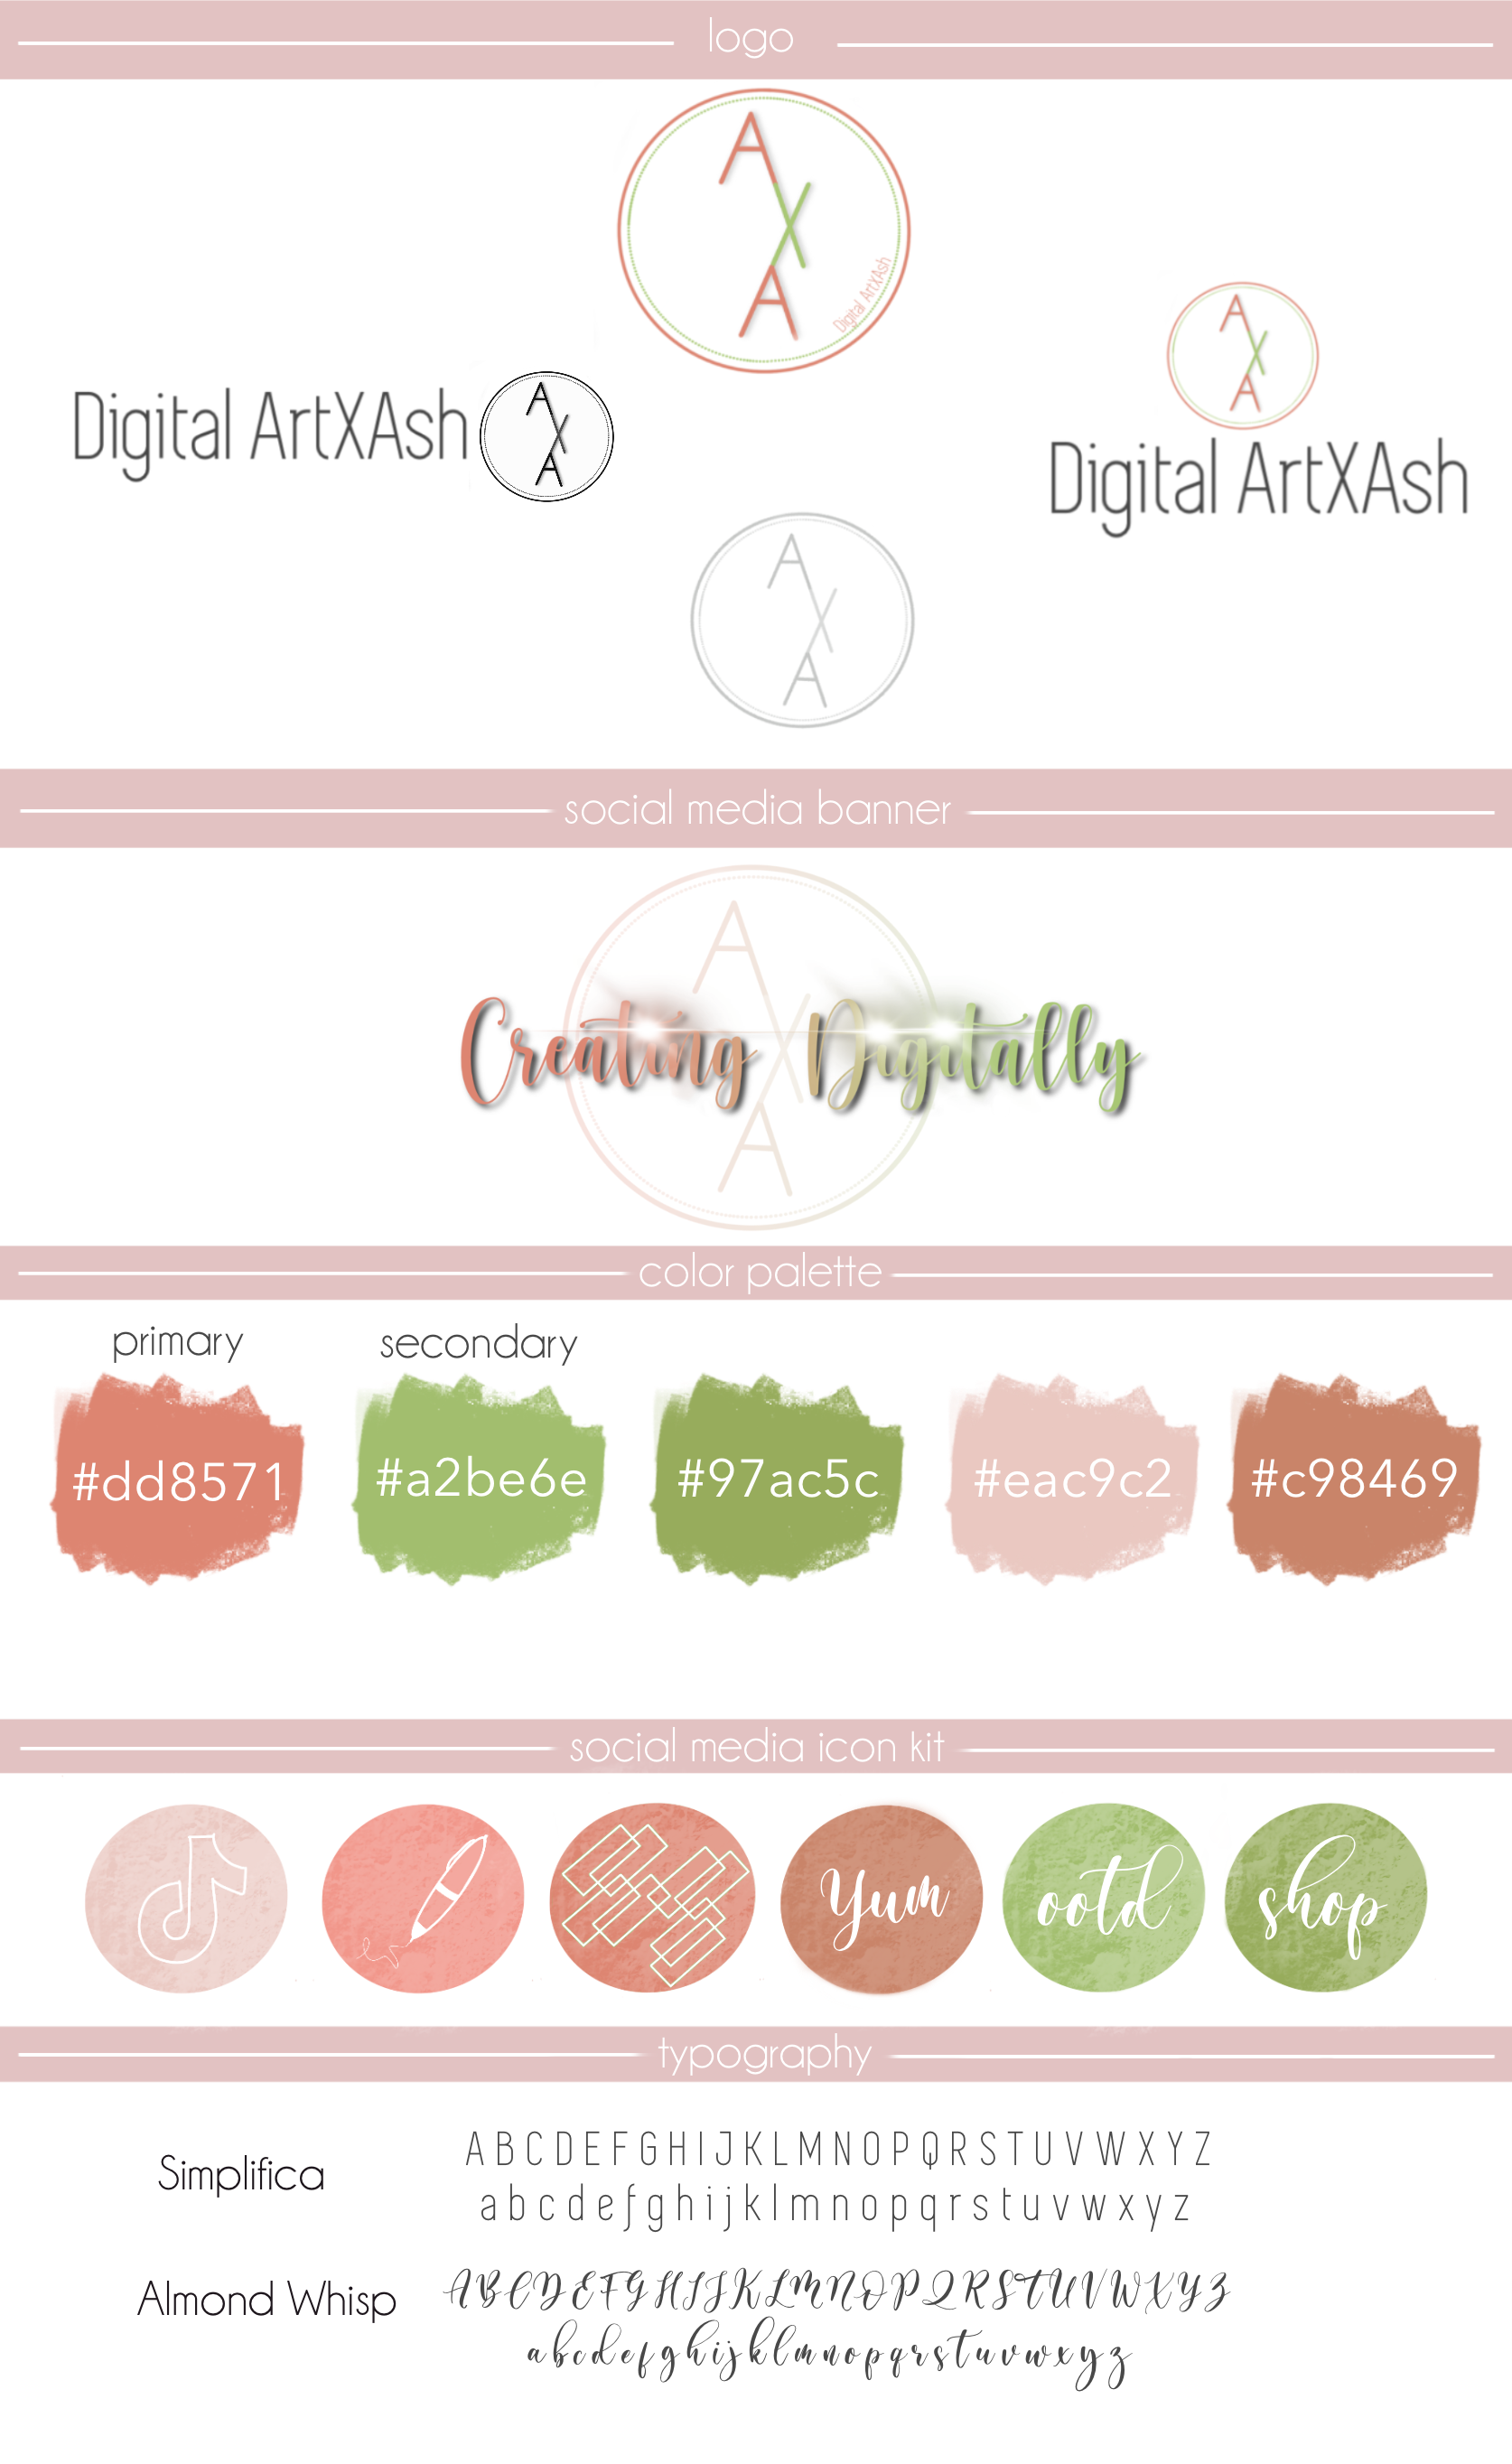 logo
A
X
A
Digital ArtXAsh
Digital ArtXAsh
A
X
A
A
X
A
Digital ArtXAsh
A
X
A
social media banner
A
X
A
Creating Digitally
color palette
primary
secondary
#dd8571
#a2be6e
#97ac5c
#eac9c2
#c98469
social media icon kit
Yum
ootd
shop
typography
Simplifica
A B C D E F G H I J K L M N O P Q R S T U V W X Y Z
a b c d e f g h i j k l m n o p q r s t u v w x y z
Almond Whisp
A B C D E F G H I J K L M N O P Q R S T U V W X Y Z
a b c d e f g h i j k l m n o p q r s t u v w x y z